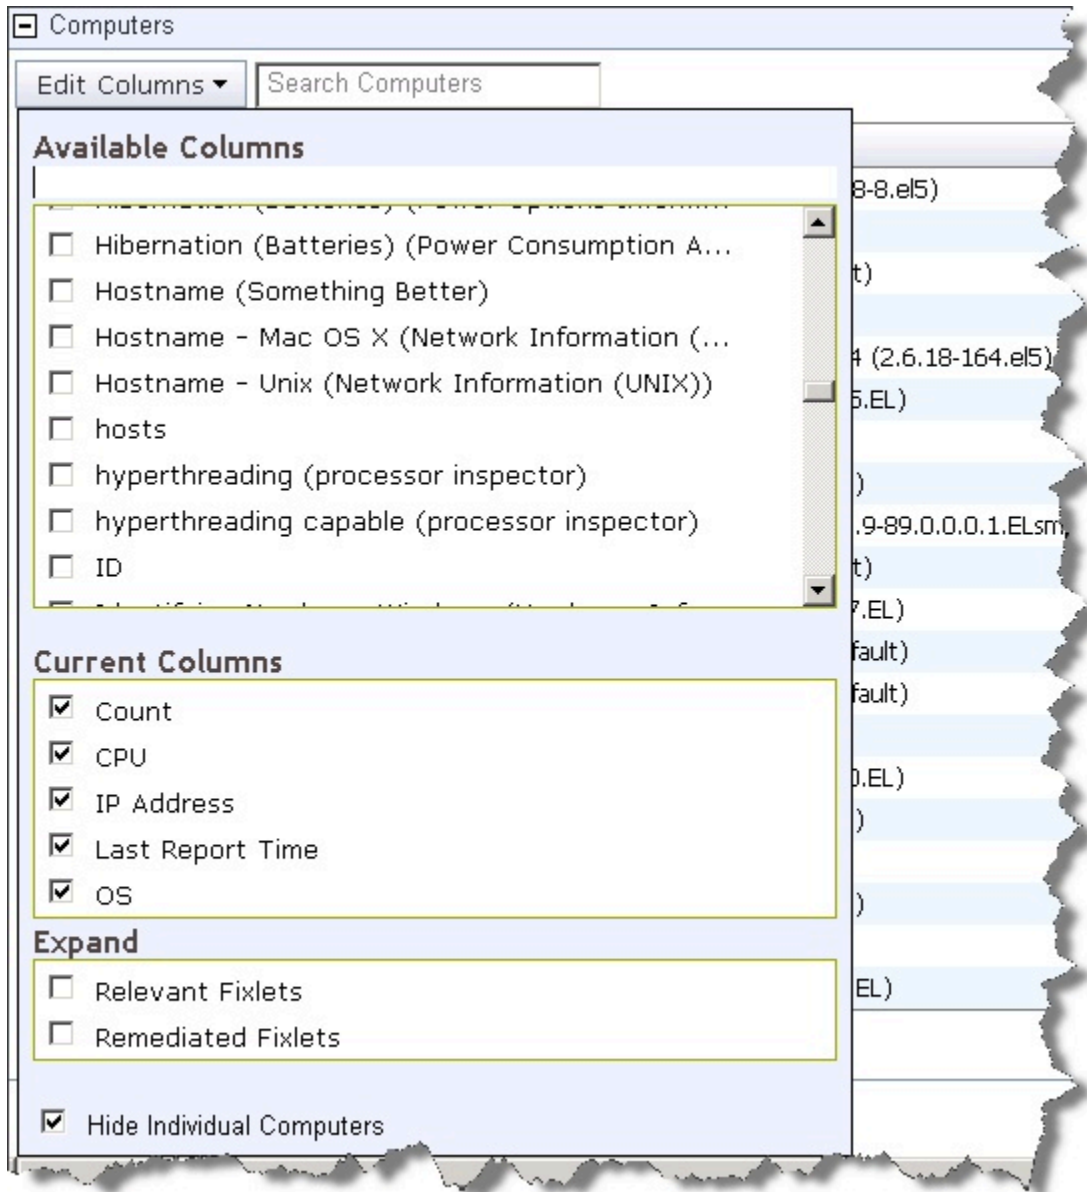 Computers
Edit Columns
Search Computers
Available Columns
Hibernation (Batteries) (Power Consumption A...
Hostname (Something Better)
Hostname - Mac OS X (Network Information (...
Hostname - Unix (Network Information (UNIX))
hosts
hyperthreading (processor inspector)
hyperthreading capable (processor inspector)
ID
Current Columns
Count
CPU
IP Address
Last Report Time
OS
Expand
Relevant Fixlets
Remediated Fixlets
Hide Individual Computers
8-8.el5)
t)
4 (2.6.18-164.el5)
.EL)
)
.9-89.0.0.0.1.ELsm,
t)
7.EL)
fault)
fault)
.EL)
)
)
EL)